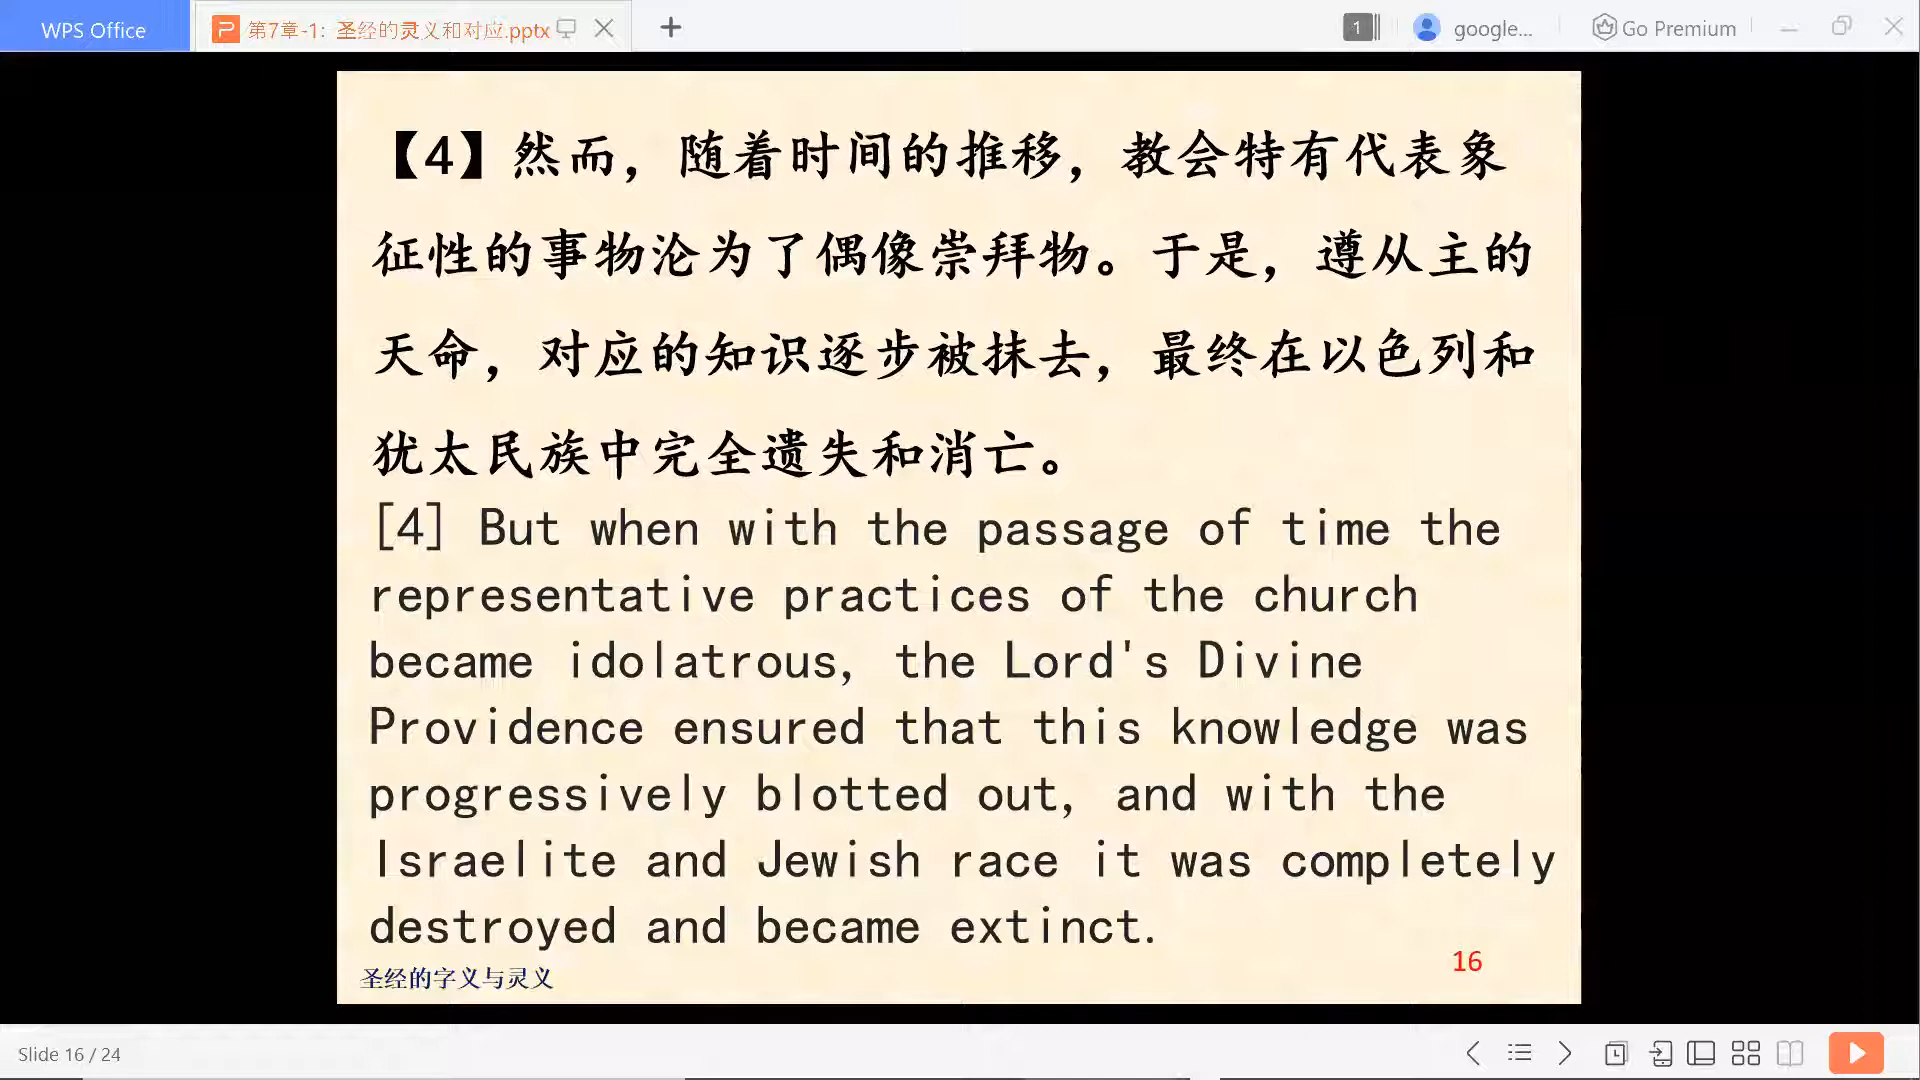 WPS Office
第7章-1：圣经的灵义和对应.pptx
1
google...
Go Premium
【4】然而，随着时间的推移，教会特有代表象
征性的事物沦为了偶像崇拜物。于是，遵从主的
天命，对应的知识逐步被抹去，最终在以色列和
犹太民族中完全遗失和消亡。
[4] But when with the passage of time the
representative practices of the church
became idolatrous, the Lord's Divine
Providence ensured that this knowledge was
progressively blotted out, and with the
Israelite and Jewish race it was completely
destroyed and became extinct.
16
圣经的字义与灵义
Slide 16 / 24